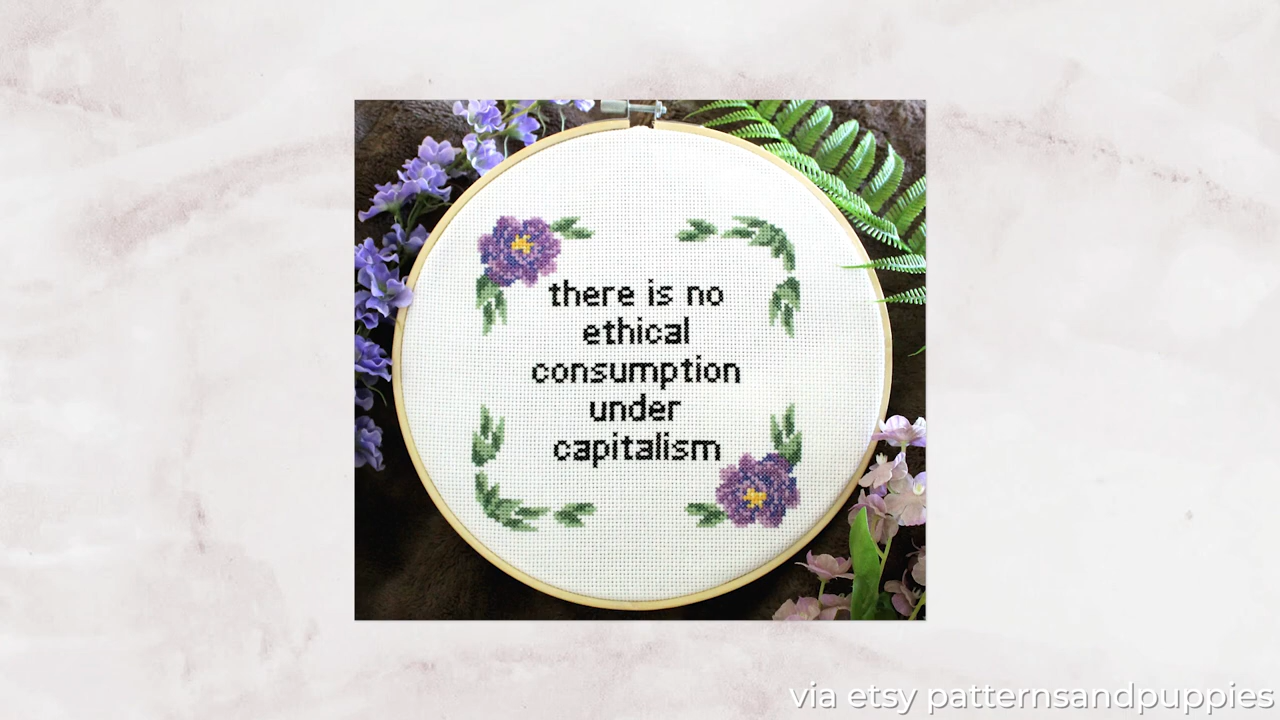 there is no
ethical
consumption
under
capitalism
via etsy patternsandpuppies